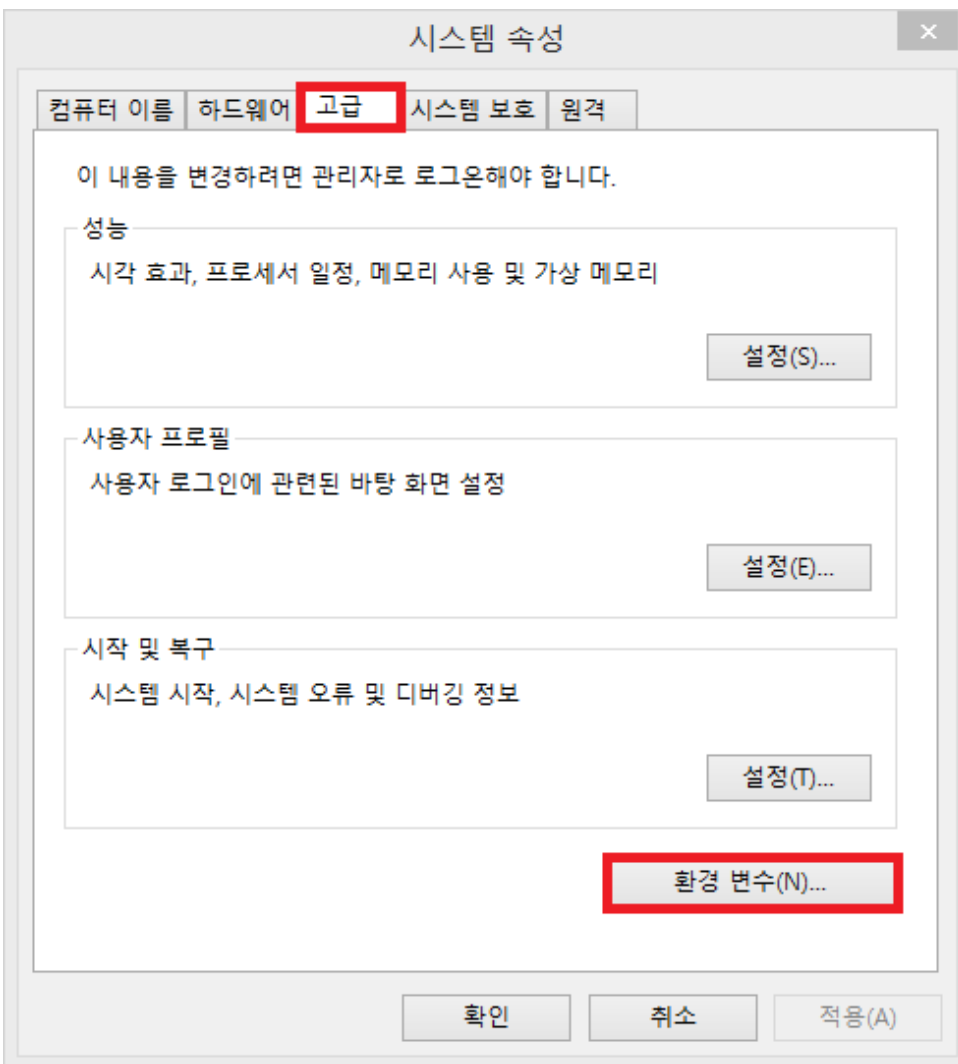 시스템 속성
컴퓨터 이름 하드웨어 고급 시스템 보호 원격
이 내용을 변경하려면 관리자로 로그온해야 합니다.
성능
시각 효과, 프로세서 일정, 메모리 사용 및 가상 메모리
설정(S)...
사용자 프로필
사용자 로그인에 관련된 바탕 화면 설정
설정(E)...
시작 및 복구
시스템 시작, 시스템 오류 및 디버깅 정보
설정(T)...
환경 변수(N)...
확인 취소 적용(A)